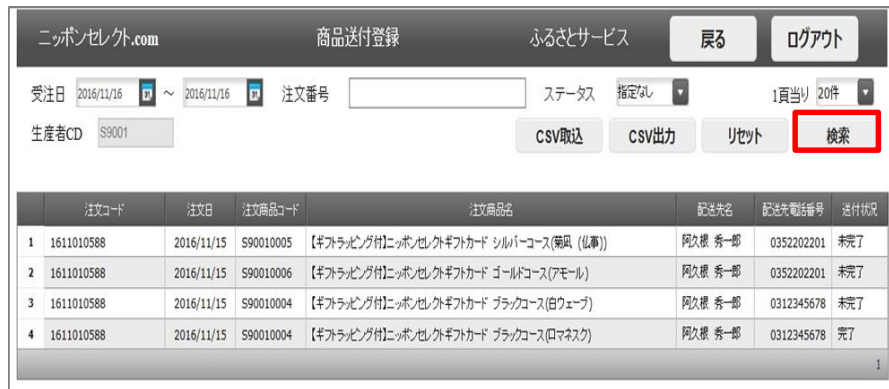 ニッポンセレクト.com 商品送付登録 ふるさとサービス 戻る ログアウト
受注日 2016/11/16 31 ~ 2016/11/16 31 注文番号 ステータス 指定なし 1頁当り 20件
生産者CD S9001 CSV取込 CSV出力 リセット 検索
注文コード 注文日 注文商品コード 注文商品名 配送先名 配送先電話番号 送付状況
1 1611010588 2016/11/15 S90010005 【ギフトラッピング付】ニッポンセレクトギフトカード シルバーコース(菊凪 (仏事)) 阿久根 秀一郎 0352202201 未完了
2 1611010588 2016/11/15 S90010006 【ギフトラッピング付】ニッポンセレクトギフトカード ゴールドコース(アモール) 阿久根 秀一郎 0352202201 未完了
3 1611010588 2016/11/15 S90010004 【ギフトラッピング付】ニッポンセレクトギフトカード ブラックコース(白ウェーブ) 阿久根 秀一郎 0312345678 未完了
4 1611010588 2016/11/15 S90010004 【ギフトラッピング付】ニッポンセレクトギフトカード ブラックコース(ロマネスク) 阿久根 秀一郎 0312345678 完了
1